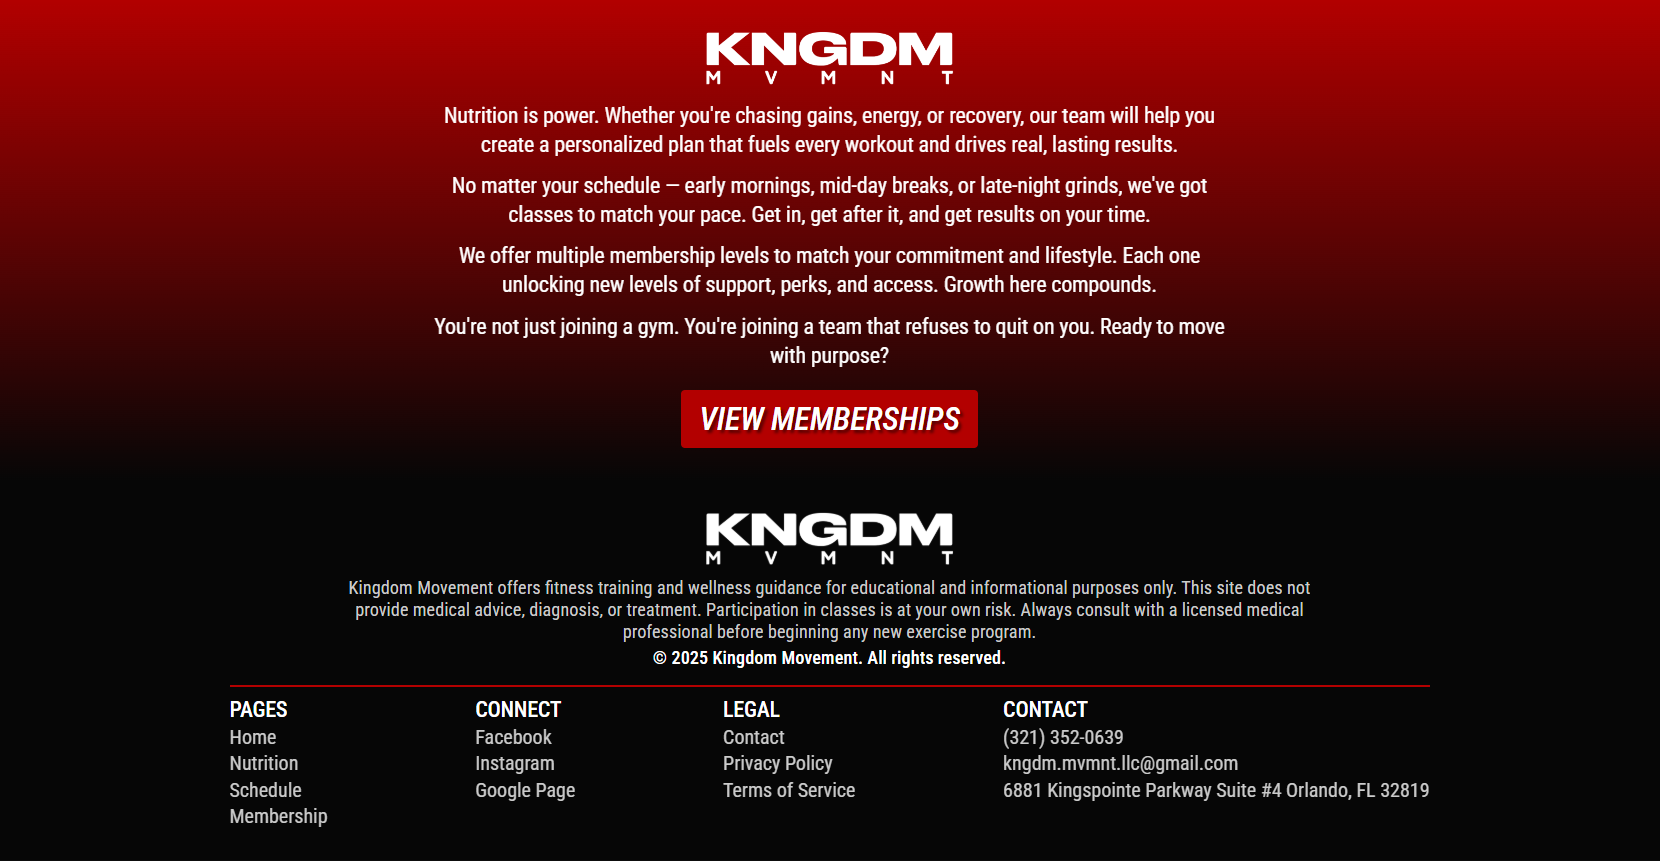 KNGDM
MVMNT
Nutrition is power. Whether you're chasing gains, energy, or recovery, our team will help you
create a personalized plan that fuels every workout and drives real, lasting results.
No matter your schedule — early mornings, mid-day breaks, or late-night grinds, we've got
classes to match your pace. Get in, get after it, and get results on your time.
We offer multiple membership levels to match your commitment and lifestyle. Each one
unlocking new levels of support, perks, and access. Growth here compounds.
You're not just joining a gym. You're joining a team that refuses to quit on you. Ready to move
with purpose?
VIEW MEMBERSHIPS
KNGDM
MVMNT
Kingdom Movement offers fitness training and wellness guidance for educational and informational purposes only. This site does not
provide medical advice, diagnosis, or treatment. Participation in classes is at your own risk. Always consult with a licensed medical
professional before beginning any new exercise program.
© 2025 Kingdom Movement. All rights reserved.
PAGES
Home
Nutrition
Schedule
Membership
CONNECT
Facebook
Instagram
Google Page
LEGAL
Contact
Privacy Policy
Terms of Service
CONTACT
(321) 352-0639
kngdm.mvmnt.llc@gmail.com
6881 Kingspointe Parkway Suite #4 Orlando, FL 32819